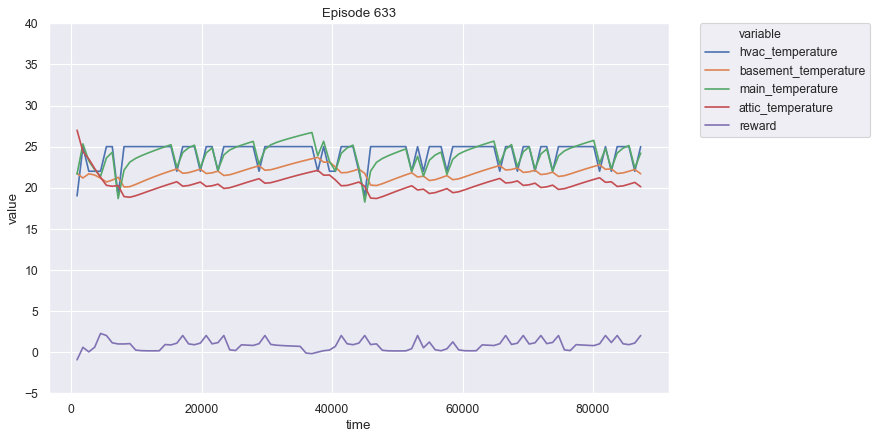 Episode 633
40
35
30
25
20
15
10
5
0
−5
value
0
20000
40000
60000
80000
time
variable
hvac_temperature
basement_temperature
main_temperature
attic_temperature
reward